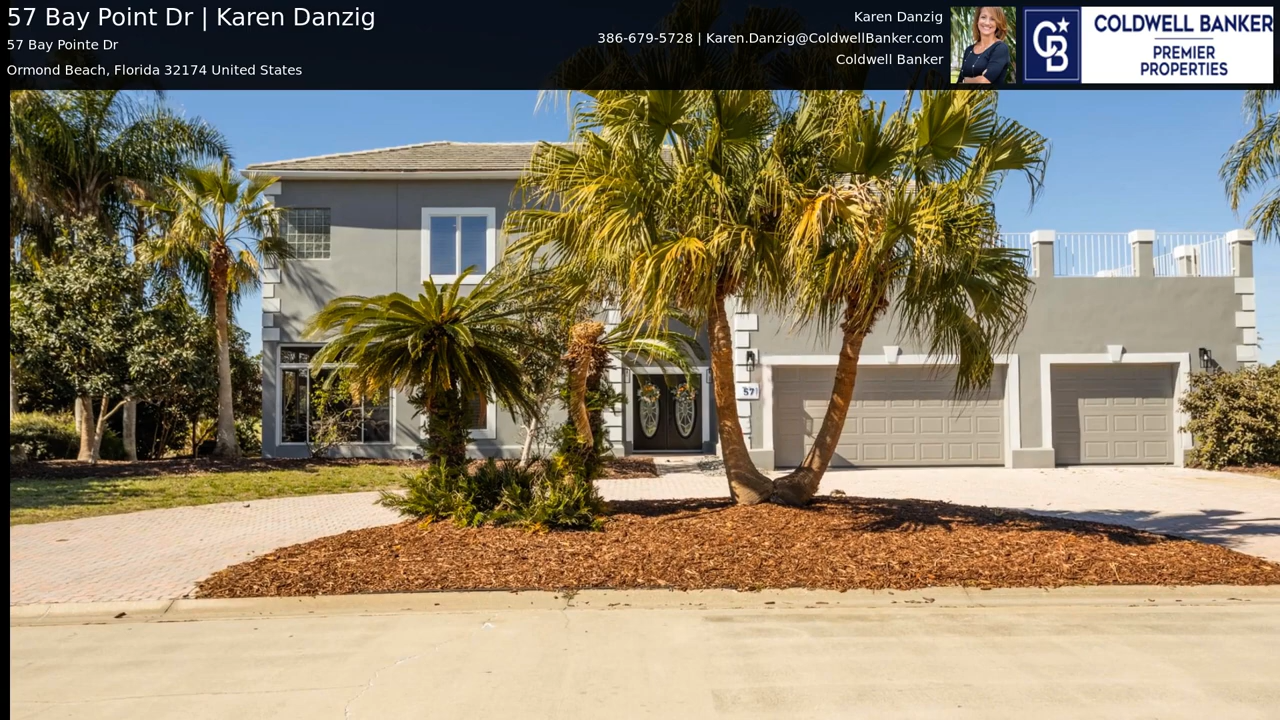 57 Bay Point Dr | Karen Danzig
57 Bay Pointe Dr
Ormond Beach, Florida 32174 United States
Karen Danzig
386-679-5728 | Karen.Danzig@ColdwellBanker.com
Coldwell Banker
CB
COLDWELL BANKER
PREMIER
PROPERTIES
57